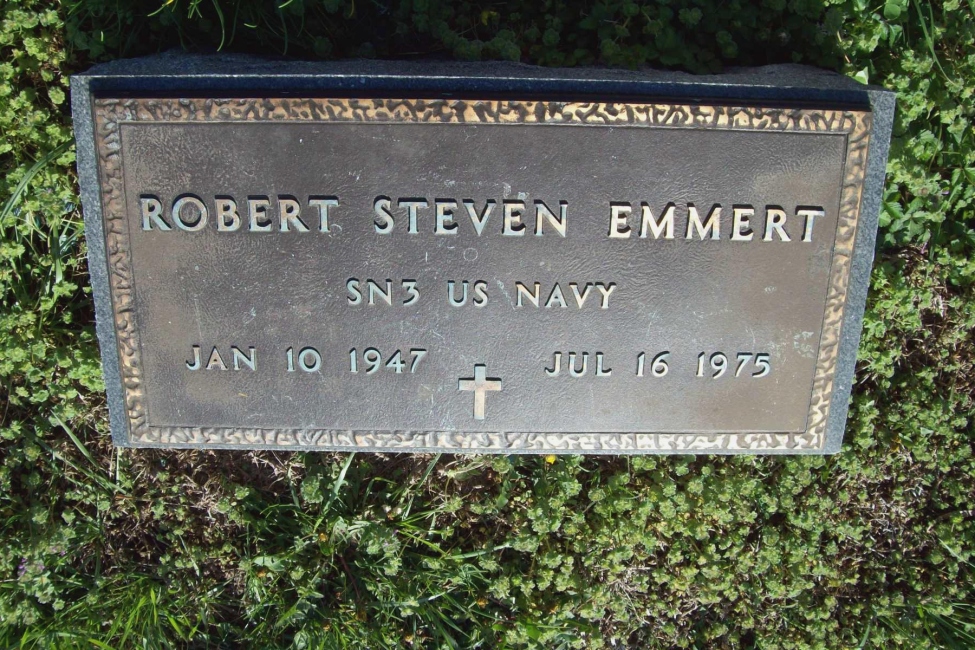 ROBERT STEVEN EMMERT
SN3 US NAVY
JAN 10 1947 JUL 16 1975